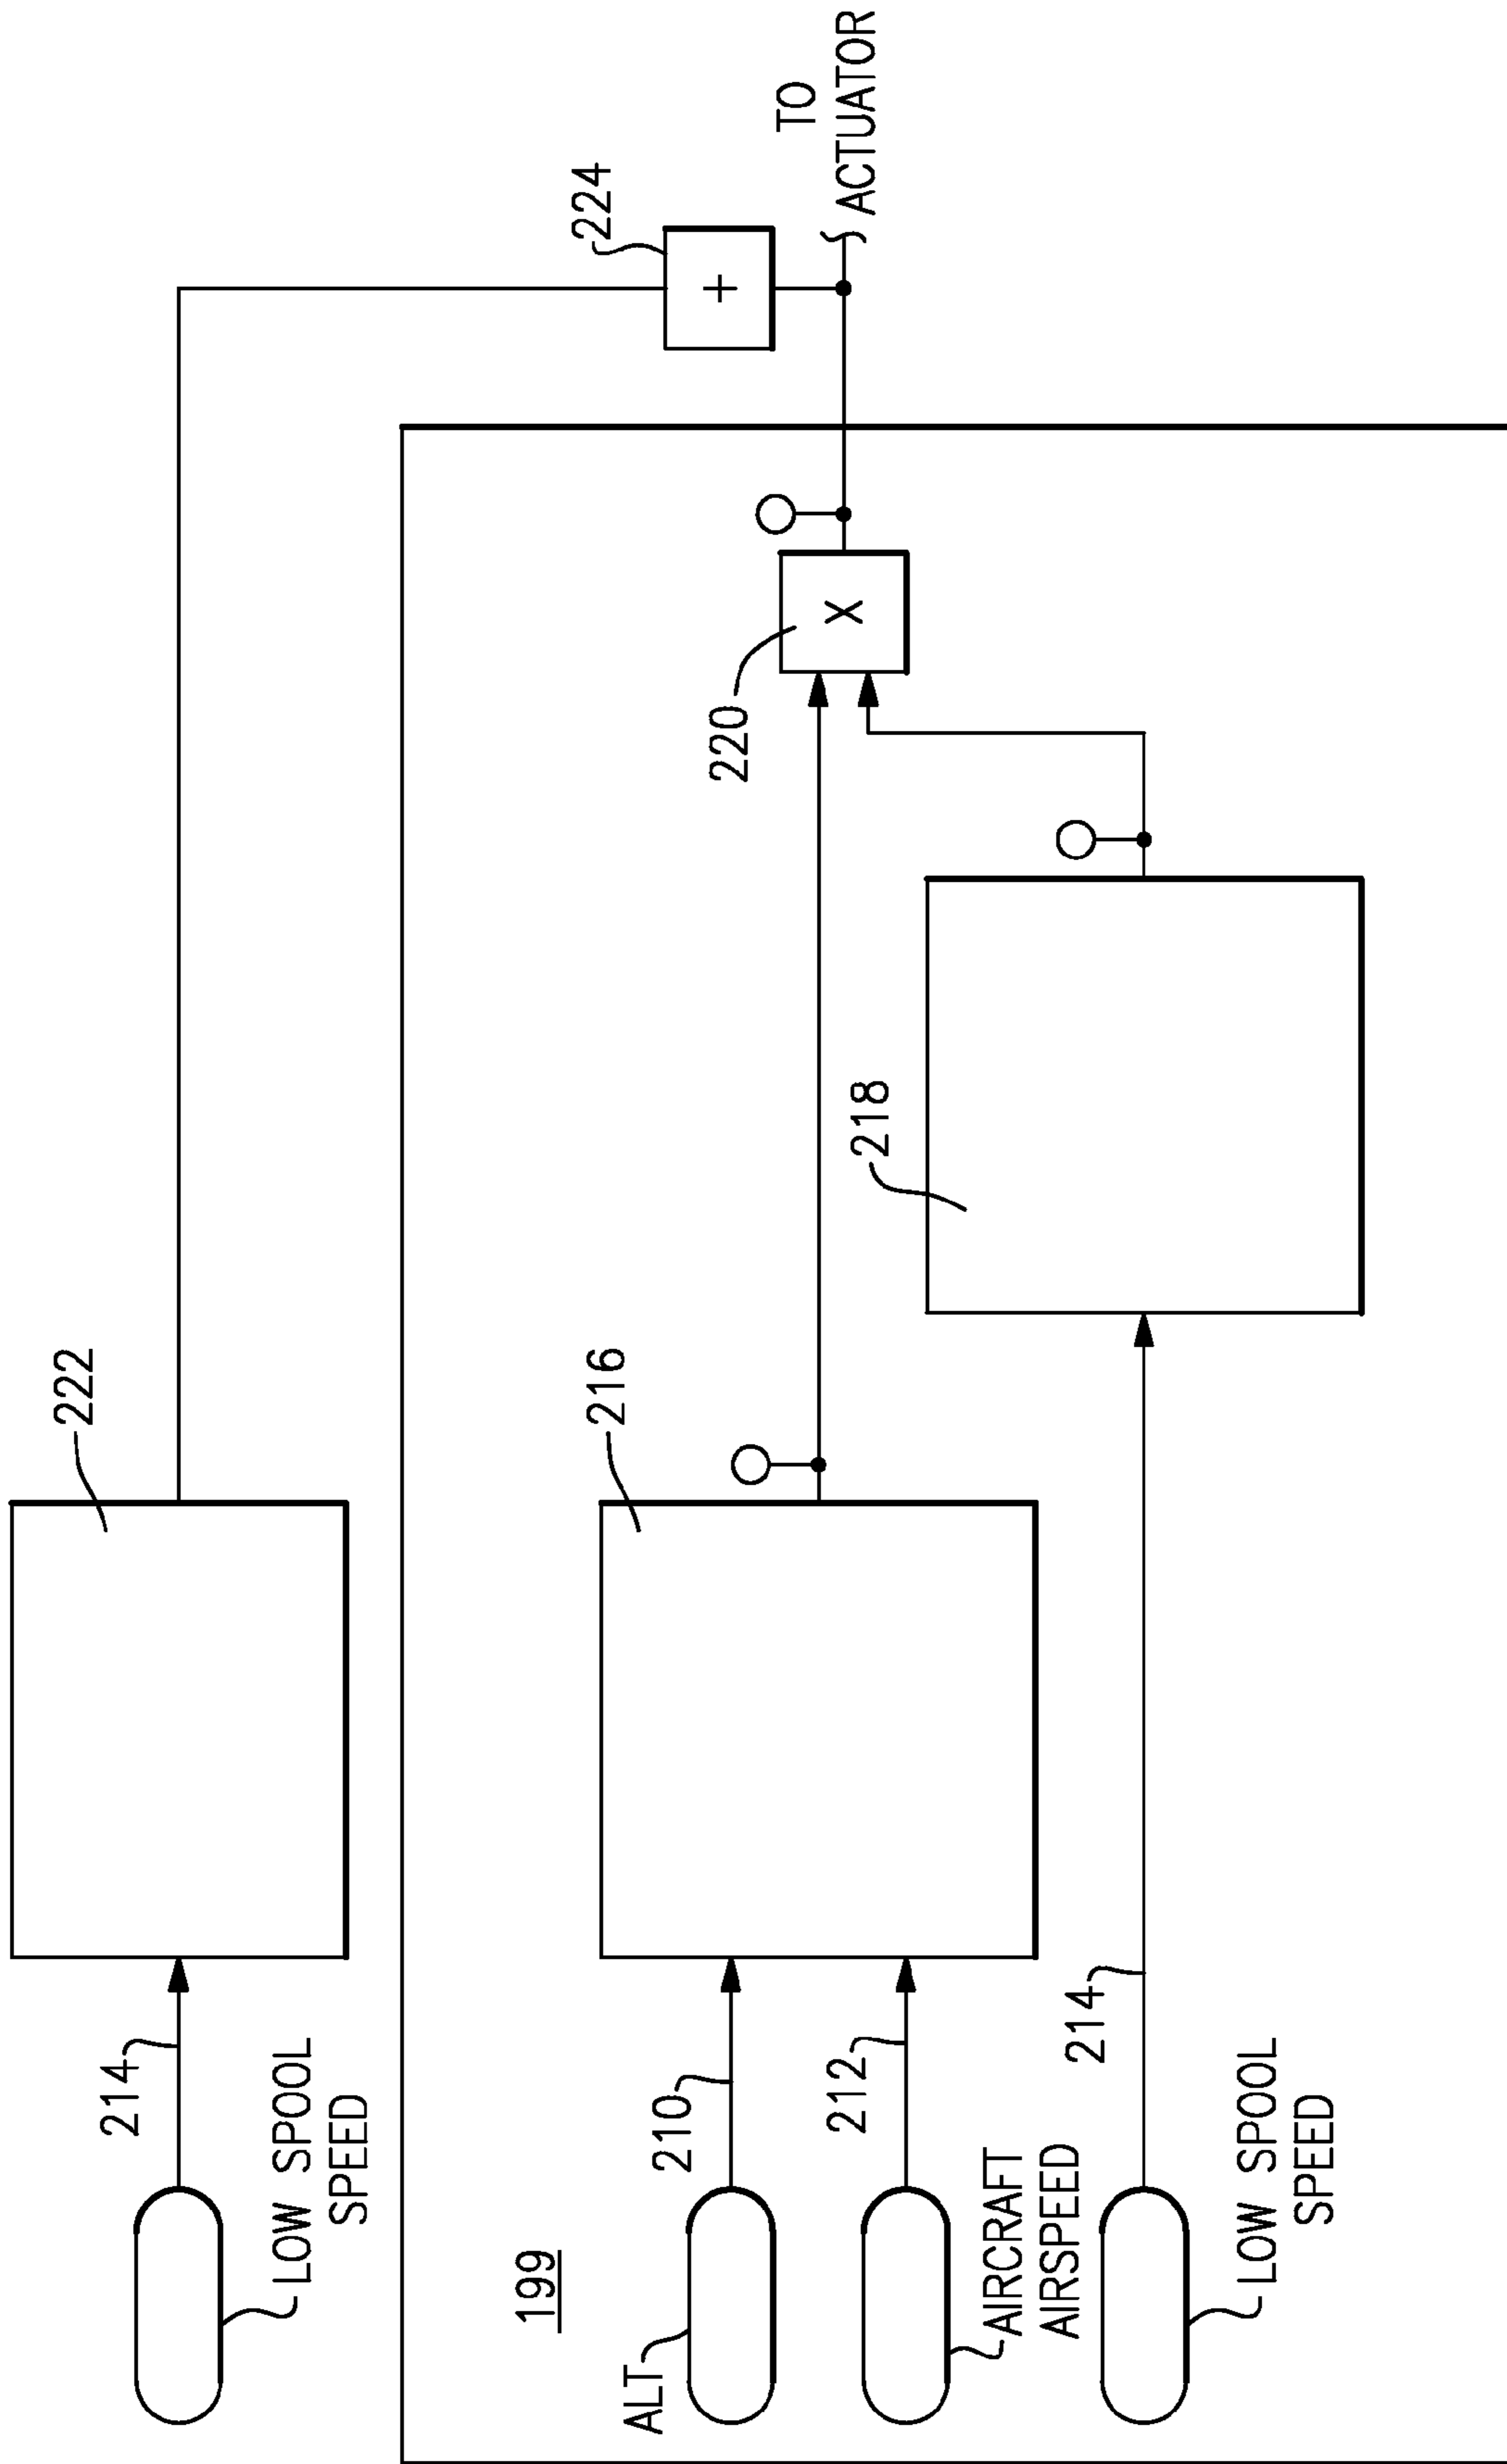 214
LOW SPOOL
SPEED
222
224
+
TO
ACTUATOR
199
ALT
210
212
AIRCRAFT
AIRSPEED
216
220
X
218
214
LOW SPOOL
SPEED